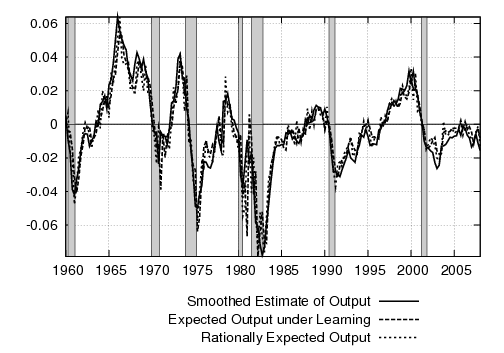 0.06
0.04
0.02
0
-0.02
-0.04
-0.06
1960 1965 1970 1975 1980 1985 1990 1995 2000 2005
Smoothed Estimate of Output
Expected Output under Learning
Rationally Expected Output